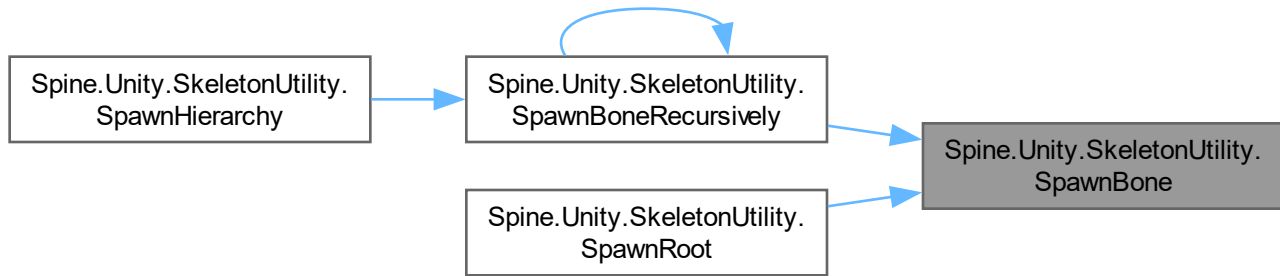 Spine.Unity.SkeletonUtility.
SpawnHierarchy
Spine.Unity.SkeletonUtility.
SpawnBoneRecursively
Spine.Unity.SkeletonUtility.
SpawnRoot
Spine.Unity.SkeletonUtility.
SpawnBone